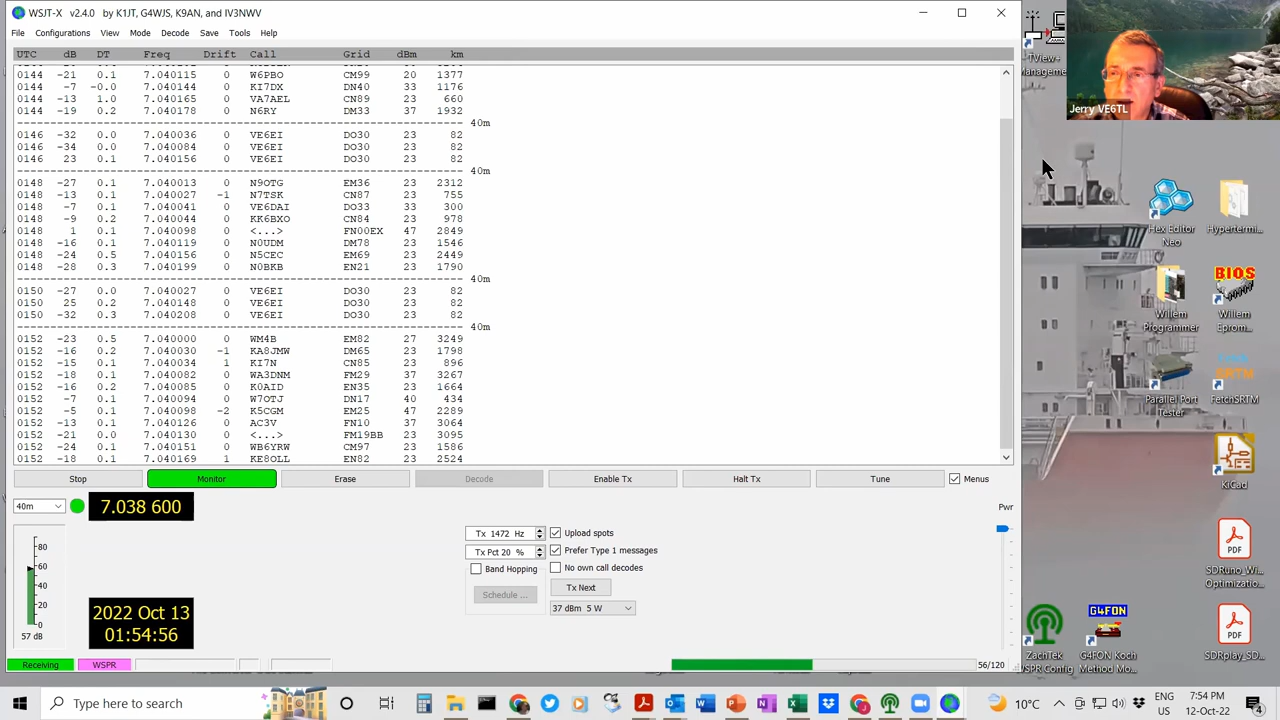 WSJT-X v2.4.0 by K1JT, G4WJS, K9AN, and IV3NWV
File Configurations View Mode Decode Save Tools Help
UTC dB DT Freq Drift Call Grid dBm km
0144 -21 0.1 7.040115 0 W6PBO CM99 20 1377
0144 -7 -0.0 7.040144 0 KI7DX DN40 33 1176
0144 -13 1.0 7.040165 0 VA7AEL CN89 23 660
0144 -19 0.2 7.040178 0 N6RY DM33 37 1932
40m
0146 -32 0.0 7.040036 0 VE6EI DO30 23 82
0146 -34 0.0 7.040084 0 VE6EI DO30 23 82
0146 23 0.1 7.040156 0 VE6EI DO30 23 82
40m
0148 -27 0.1 7.040013 0 N9OTG EM36 23 2312
0148 -13 0.1 7.040027 -1 N7TSK CN87 23 755
0148 -7 0.1 7.040041 0 VE6DAI DO33 33 300
0148 -9 0.2 7.040044 0 KK6BXO CN84 23 978
0148 1 0.1 7.040098 0 <...> FN00EX 47 2849
0148 -16 0.1 7.040119 0 N0UDM DM78 23 1546
0148 -24 0.5 7.040156 0 N5CEC EM69 23 2449
0148 -28 0.3 7.040199 0 N0BKB EN21 23 1790
40m
0150 -27 0.0 7.040027 0 VE6EI DO30 23 82
0150 25 0.2 7.040148 0 VE6EI DO30 23 82
0150 -32 0.3 7.040208 0 VE6EI DO30 23 82
40m
0152 -23 0.5 7.040000 0 WM4B EM82 27 3249
0152 -16 0.2 7.040030 -1 KA8JMW DM65 23 1798
0152 -15 0.1 7.040034 1 KI7N CN85 23 896
0152 -18 0.1 7.040082 0 WA3DNM FM29 37 3267
0152 -16 0.2 7.040085 0 K0AID EN35 23 1664
0152 -7 0.1 7.040094 0 W7OTJ DN17 40 434
0152 -5 0.1 7.040098 -2 K5CGM EM25 47 2289
0152 -13 0.1 7.040126 0 AC3V FN10 37 3064
0152 -21 0.0 7.040130 0 <...> FM19BB 23 3095
0152 -24 0.1 7.040151 0 WB6YRW CM97 23 1586
0152 -18 0.1 7.040169 1 KE8OLL EN82 23 2524
Stop Monitor Erase Decode Enable Tx Halt Tx Tune Menus
40m 7.038 600
Pwr
Tx 1472 Hz Upload spots
Tx Pct 20 % Prefer Type 1 messages
Band Hopping No own call decodes
Schedule ... Tx Next
37 dBm 5 W
80
60
40
20
0
57 dB
2022 Oct 13
01:54:56
Receiving WSPR 56/120
Jerry VE6TL
TView+
Manageme...
Hex Editor
Neo
Hypertermi...
Willem
Programmer
BIOS
Willem
Eprom...
Parallel Port
Tester
SRTM
FetchSRTM
KiCad
PDF
SDRuno_Wi...
Optimizatio...
ZachTek
WSPR Config
G4FON
G4FON Koch
Method Mo...
PDF
SDRplay_SD...
Type here to search
10°C
ENG
US
7:54 PM
12-Oct-22
4